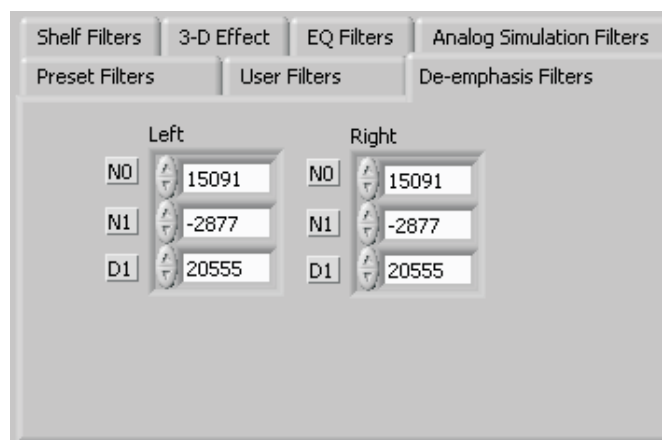 Shelf Filters 3-D Effect EQ Filters Analog Simulation Filters
Preset Filters User Filters De-emphasis Filters
Left Right
N0 15091 N0 15091
N1 -2877 N1 -2877
D1 20555 D1 20555